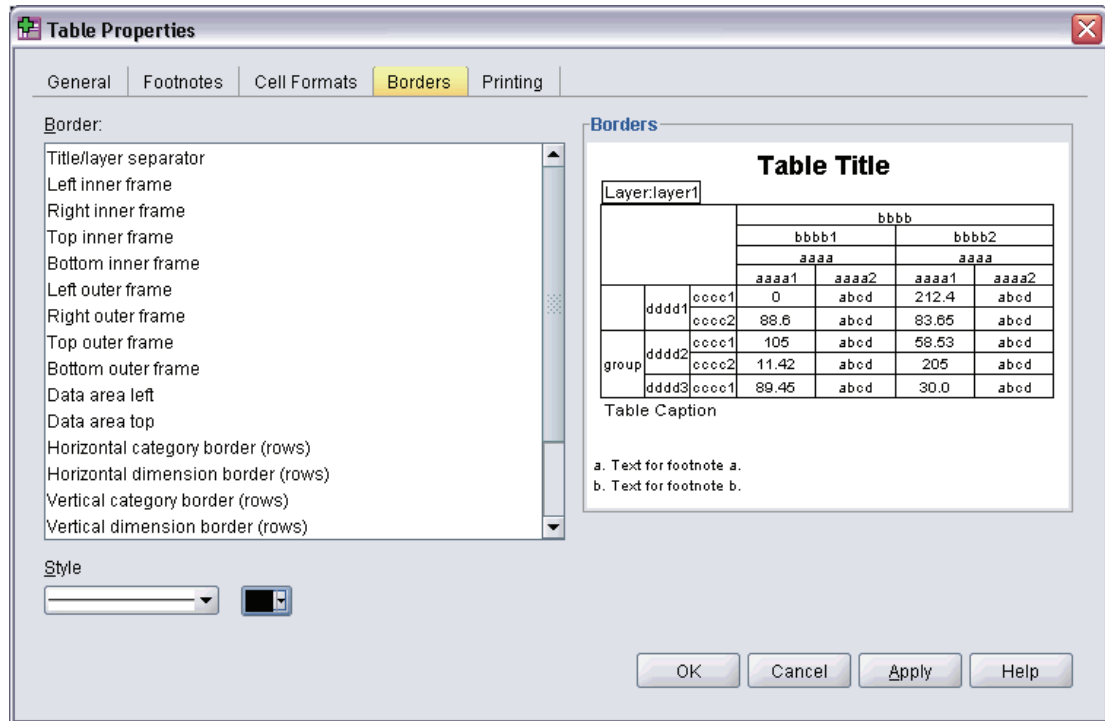 Table Properties
General Footnotes Cell Formats Borders Printing
Border:
Title/layer separator
Left inner frame
Right inner frame
Top inner frame
Bottom inner frame
Left outer frame
Right outer frame
Top outer frame
Bottom outer frame
Data area left
Data area top
Horizontal category border (rows)
Horizontal dimension border (rows)
Vertical category border (rows)
Vertical dimension border (rows)
Style
Borders
Table Title
Layer:layer1
bbbb
bbbb1 bbbb2
aaaa aaaa
aaaa1 aaaa2 aaaa1 aaaa2
dddd1 cccc1 0 abcd 212.4 abcd
cccc2 88.6 abcd 83.65 abcd
group dddd2 cccc1 105 abcd 58.53 abcd
cccc2 11.42 abcd 205 abcd
dddd3 cccc1 89.45 abcd 30.0 abcd
Table Caption
a. Text for footnote a.
b. Text for footnote b.
OK Cancel Apply Help